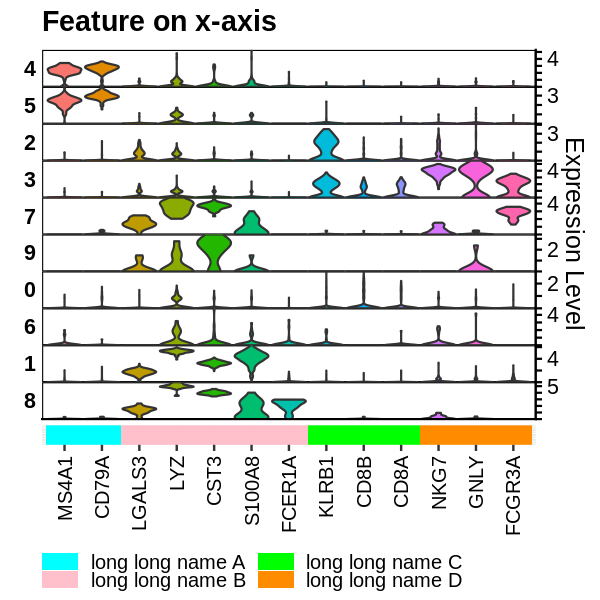 Feature on x-axis
4 4
5 3
2 3
3 4
7 4
9 2
0 2
6 4
1 4
8 5
Expression Level
MS4A1 CD79A LGALS3 LYZ CST3 S100A8 FCER1A KLRB1 CD8B CD8A NKG7 GNLY FCGR3A
long long name A long long name C
long long name B long long name D